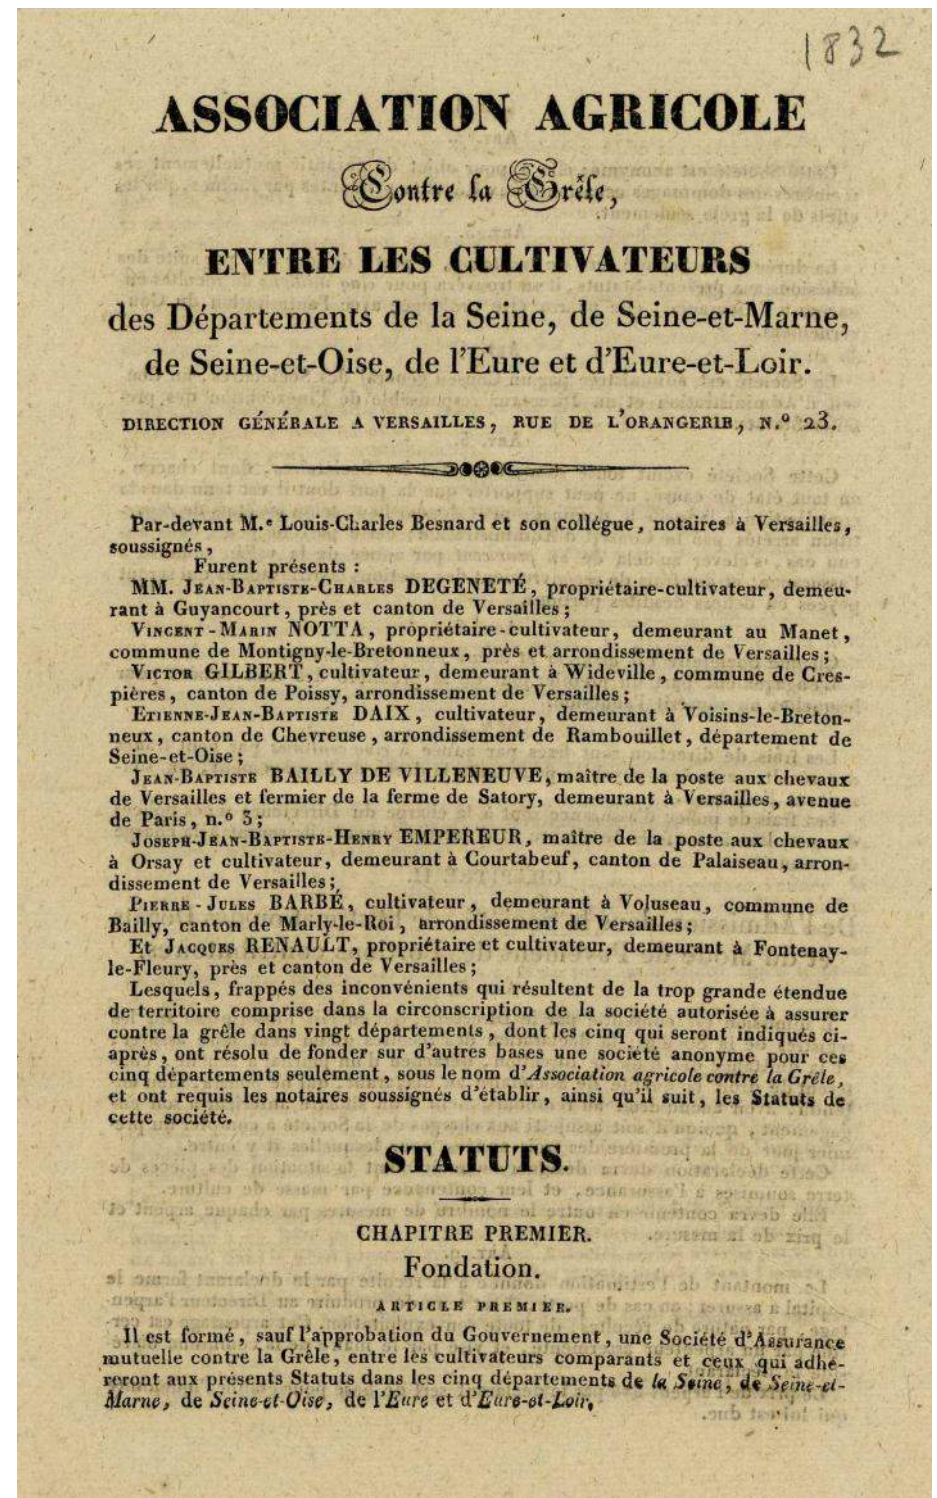 1832
ASSOCIATION AGRICOLE
Contre la Grêle,
ENTRE LES CULTIVATEURS
des Départements de la Seine, de Seine-et-Marne,
de Seine-et-Oise, de l'Eure et d'Eure-et-Loir.
DIRECTION GÉNÉRALE A VERSAILLES, RUE DE L'ORANGERIE, N.º 23.
Par-devant M.e Louis-Charles Besnard et son collégue, notaires à Versailles,
soussignés,
Furent présents :
MM. JEAN-BAPTISTE-CHARLES DEGENETÉ, propriétaire-cultivateur, demeu-
rant à Guyancourt, près et canton de Versailles;
VINCENT-MARIN NOTTA, propriétaire-cultivateur, demeurant au Manet,
commune de Montigny-le-Bretonneux, près et arrondissement de Versailles;
VICTOR GILBERT, cultivateur, demeurant à Wideville, commune de Cres-
pières, canton de Poissy, arrondissement de Versailles;
ETIENNE-JEAN-BAPTISTE DAIX, cultivateur, demeurant à Voisins-le-Breton-
neux, canton de Chevreuse, arrondissement de Rambouillet, département de
Seine-et-Oise;
JEAN-BAPTISTE BAILLY DE VILLENEUVE, maître de la poste aux chevaux
de Versailles et fermier de la ferme de Satory, demeurant à Versailles, avenue
de Paris, n.º 3;
JOSEPH-JEAN-BAPTISTE-HENRY EMPEREUR, maître de la poste aux chevaux
à Orsay et cultivateur, demeurant à Courtabeuf, canton de Palaiseau, arron-
dissement de Versailles;
PIERRE-JULES BARBÉ, cultivateur, demeurant à Voluseau, commune de
Bailly, canton de Marly-le-Roi, arrondissement de Versailles;
Et JACQUES RENAULT, propriétaire et cultivateur, demeurant à Fontenay-
le-Fleury, près et canton de Versailles;
Lesquels, frappés des inconvénients qui résultent de la trop grande étendue
de territoire comprise dans la circonscription de la société autorisée à assurer
contre la grêle dans vingt départements, dont les cinq qui seront indiqués ci-
après, ont résolu de fonder sur d'autres bases une société anonyme pour ces
cinq départements seulement, sous le nom d'Association agricole contre la Grêle,
et ont requis les notaires soussignés d'établir, ainsi qu'il suit, les Statuts de
cette société.
STATUTS.
CHAPITRE PREMIER.
Fondation.
ARTICLE PREMIER.
Il est formé, sauf l'approbation du Gouvernement, une Société d'Assurance
mutuelle contre la Grêle, entre les cultivateurs comparants et ceux qui adhé-
reront aux présents Statuts dans les cinq départements de la Seine, de Seine-et-
Marne, de Seine-et-Oise, de l'Eure et d'Eure-et-Loir.